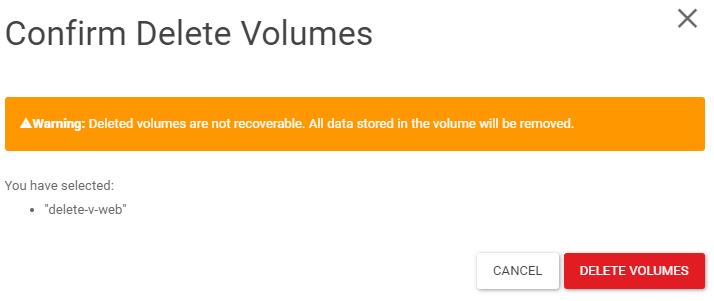 Confirm Delete Volumes
Warning: Deleted volumes are not recoverable. All data stored in the volume will be removed.
You have selected:
• "delete-v-web"
CANCEL DELETE VOLUMES